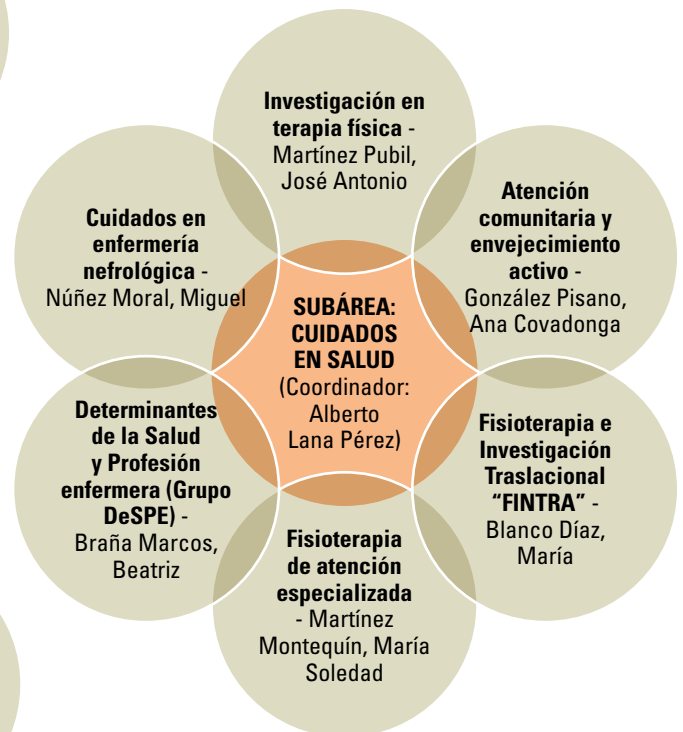 Investigación en
terapia física -
Martínez Pubil,
José Antonio
Atención
comunitaria y
envejecimiento
activo -
González Pisano,
Ana Covadonga
Cuidados en
enfermería
nefrológica -
Núñez Moral, Miguel
SUBÁREA:
CUIDADOS
EN SALUD
(Coordinador:
Alberto
Lana Pérez)
Determinantes
de la Salud
y Profesión
enfermera (Grupo
DeSPE) -
Braña Marcos,
Beatriz
Fisioterapia e
Investigación
Traslacional
“FINTRA” -
Blanco Díaz,
María
Fisioterapia
de atención
especializada
- Martínez
Montequín, María
Soledad